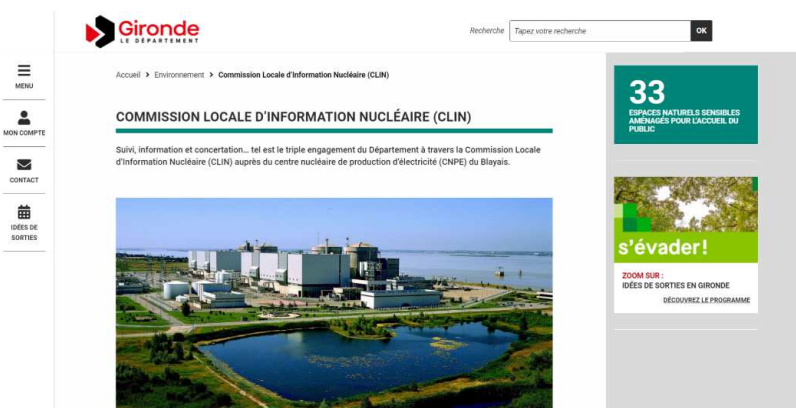 Gironde
LE DÉPARTEMENT
Recherche
Tapez votre recherche
OK
MENU
MON COMPTE
CONTACT
IDÉES DE
SORTIES
Accueil > Environnement > Commission Locale d'Information Nucléaire (CLIN)
COMMISSION LOCALE D'INFORMATION NUCLÉAIRE (CLIN)
Suivi, information et concertation... tel est le triple engagement du Département à travers la Commission Locale
d'Information Nucléaire (CLIN) auprès du centre nucléaire de production d'électricité (CNPE) du Blayais.
33
ESPACES NATURELS SENSIBLES
AMÉNAGÉS POUR L'ACCUEIL DU
PUBLIC
s'évader!
ZOOM SUR :
IDÉES DE SORTIES EN GIRONDE
DÉCOUVREZ LE PROGRAMME